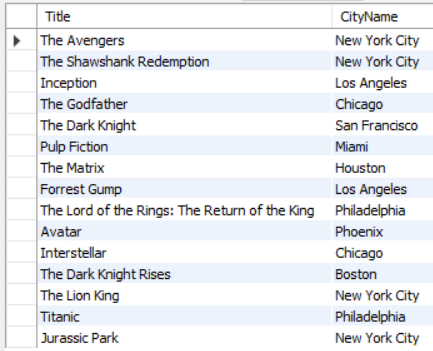 Title CityName
The Avengers New York City
The Shawshank Redemption New York City
Inception Los Angeles
The Godfather Chicago
The Dark Knight San Francisco
Pulp Fiction Miami
The Matrix Houston
Forrest Gump Los Angeles
The Lord of the Rings: The Return of the King Philadelphia
Avatar Phoenix
Interstellar Chicago
The Dark Knight Rises Boston
The Lion King New York City
Titanic Philadelphia
Jurassic Park New York City